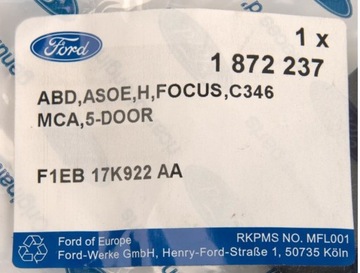 Ford
1 x
1 872 237
ABD,ASOE,H,FOCUS,C346
MCA,5-DOOR
F1EB 17K922 AA
Ford of Europe
RKPMS NO. MFL001
Ford-Werke GmbH, Henry-Ford-Straße 1, 50735 Köln